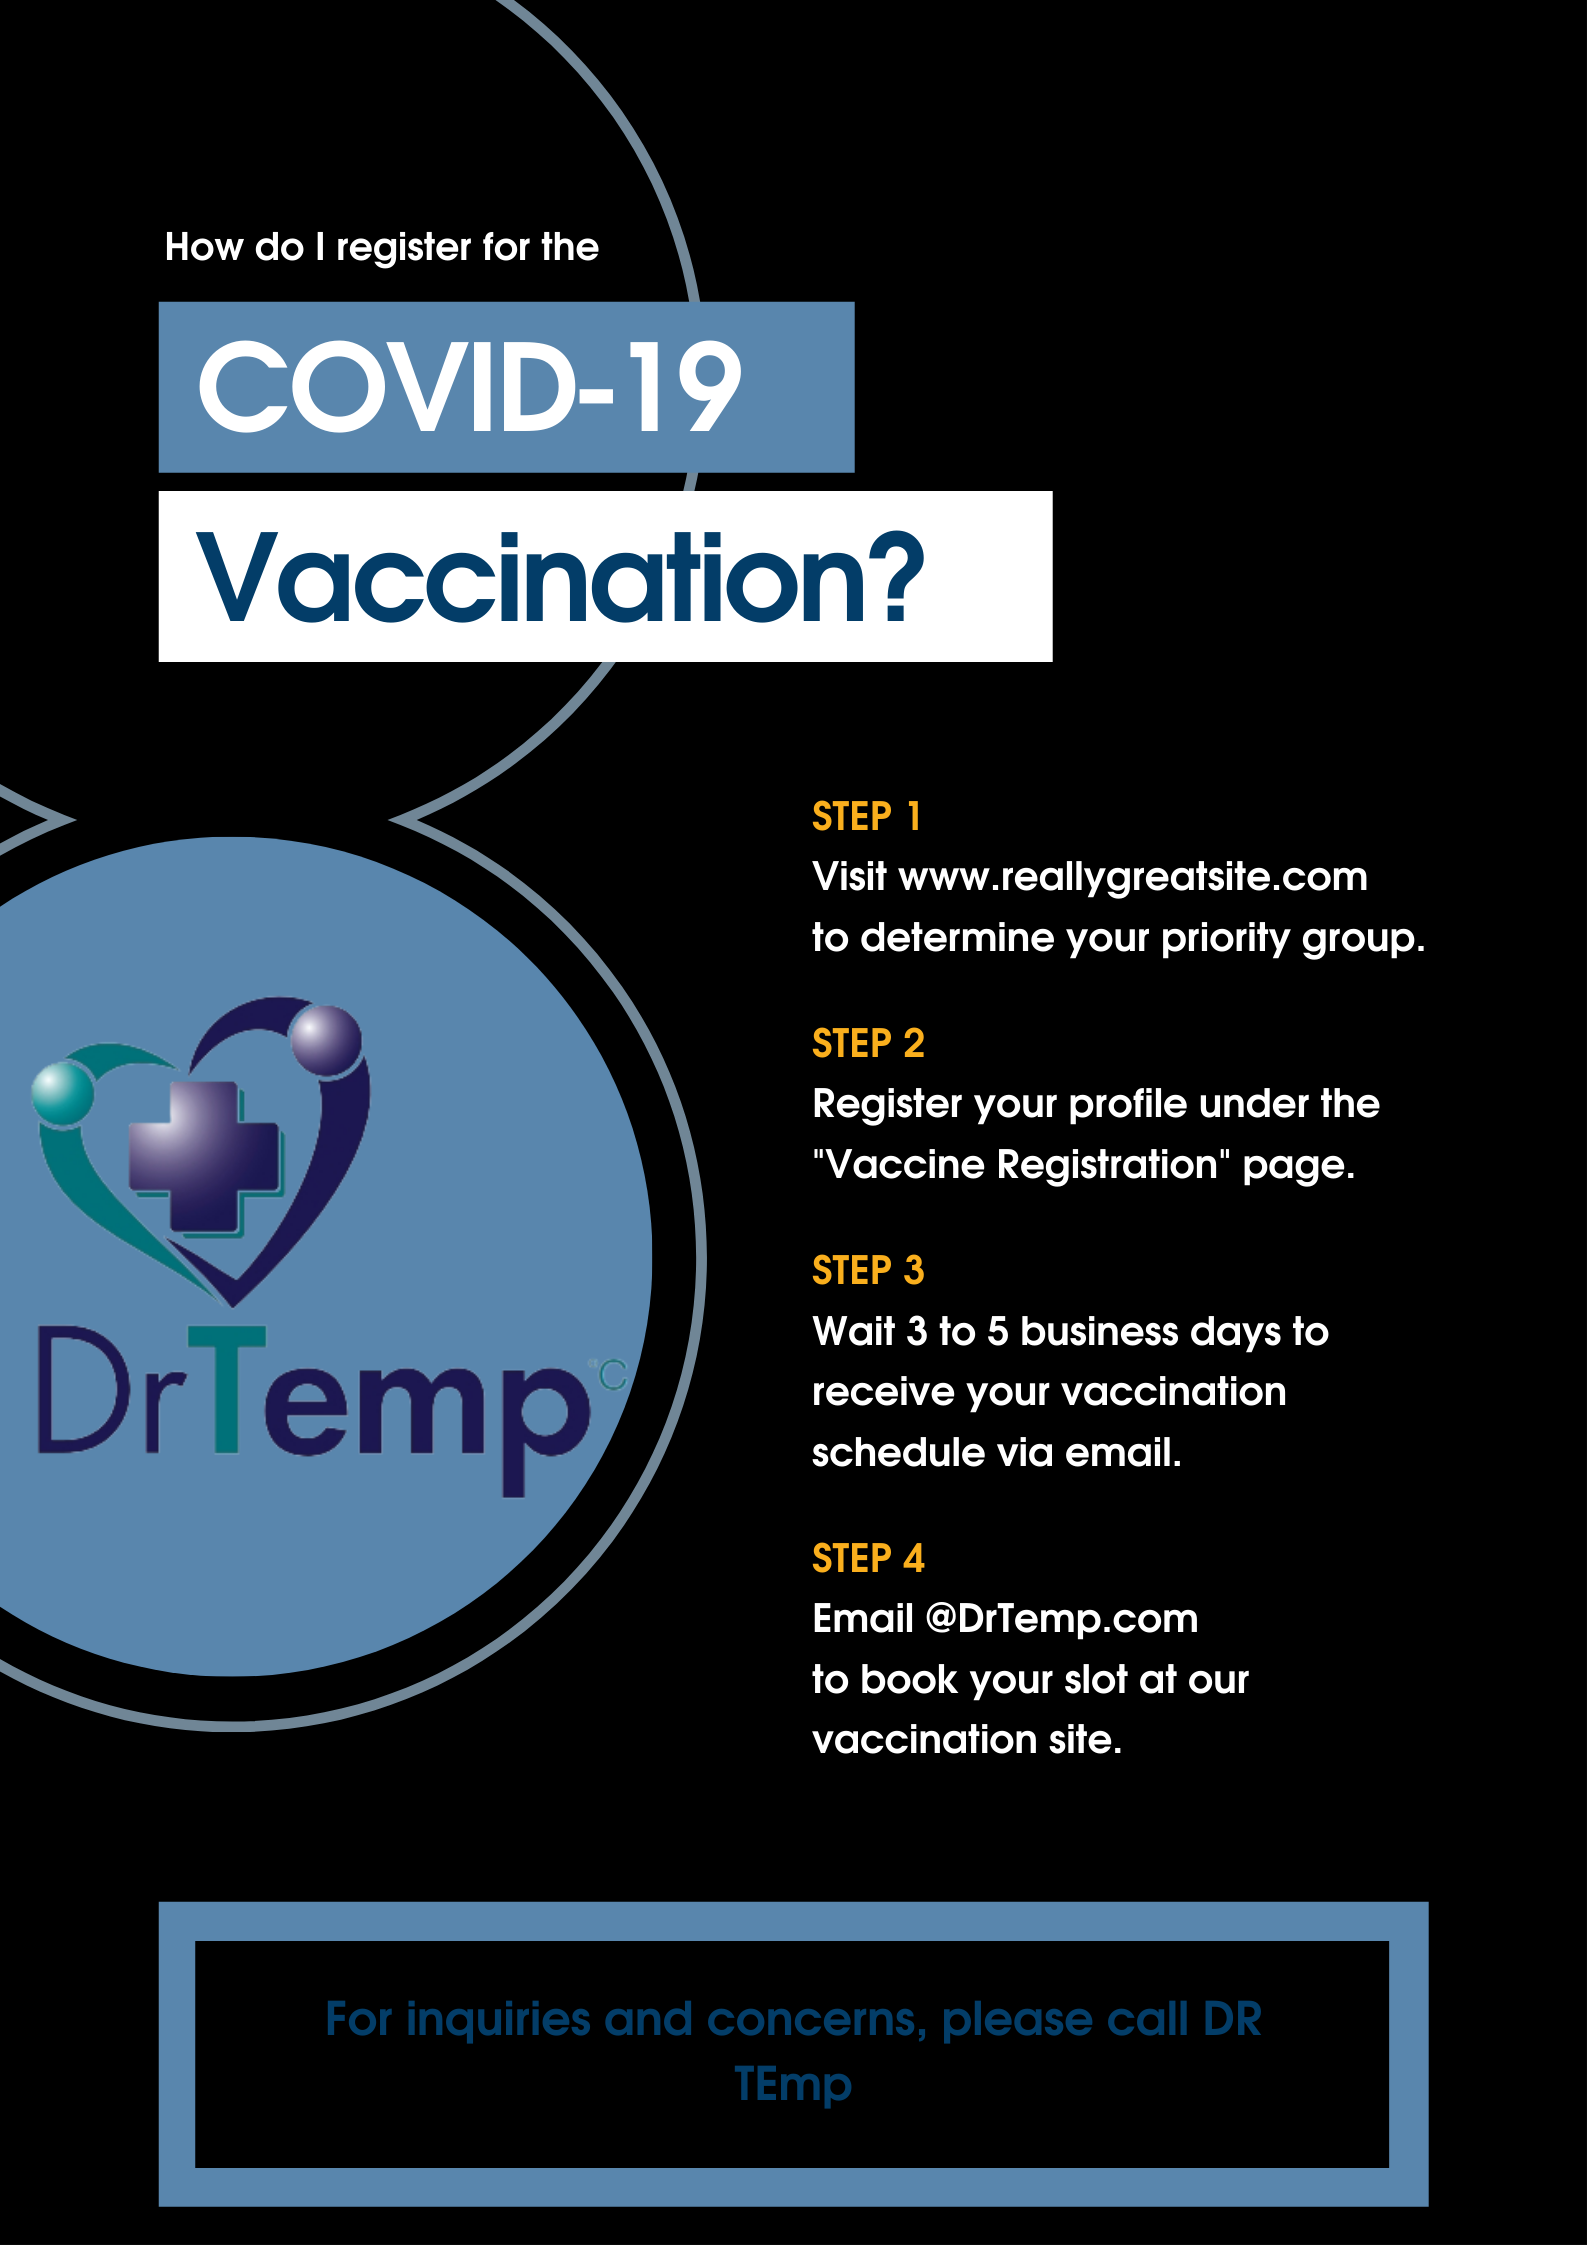 How do I register for the
COVID-19
Vaccination?
STEP 1
Visit www.reallygreatsite.com
to determine your priority group.
STEP 2
Register your profile under the
"Vaccine Registration" page.
STEP 3
Wait 3 to 5 business days to
receive your vaccination
schedule via email.
STEP 4
Email @DrTemp.com
to book your slot at our
vaccination site.
DrTemp°C
For inquiries and concerns, please call DR
TEmp